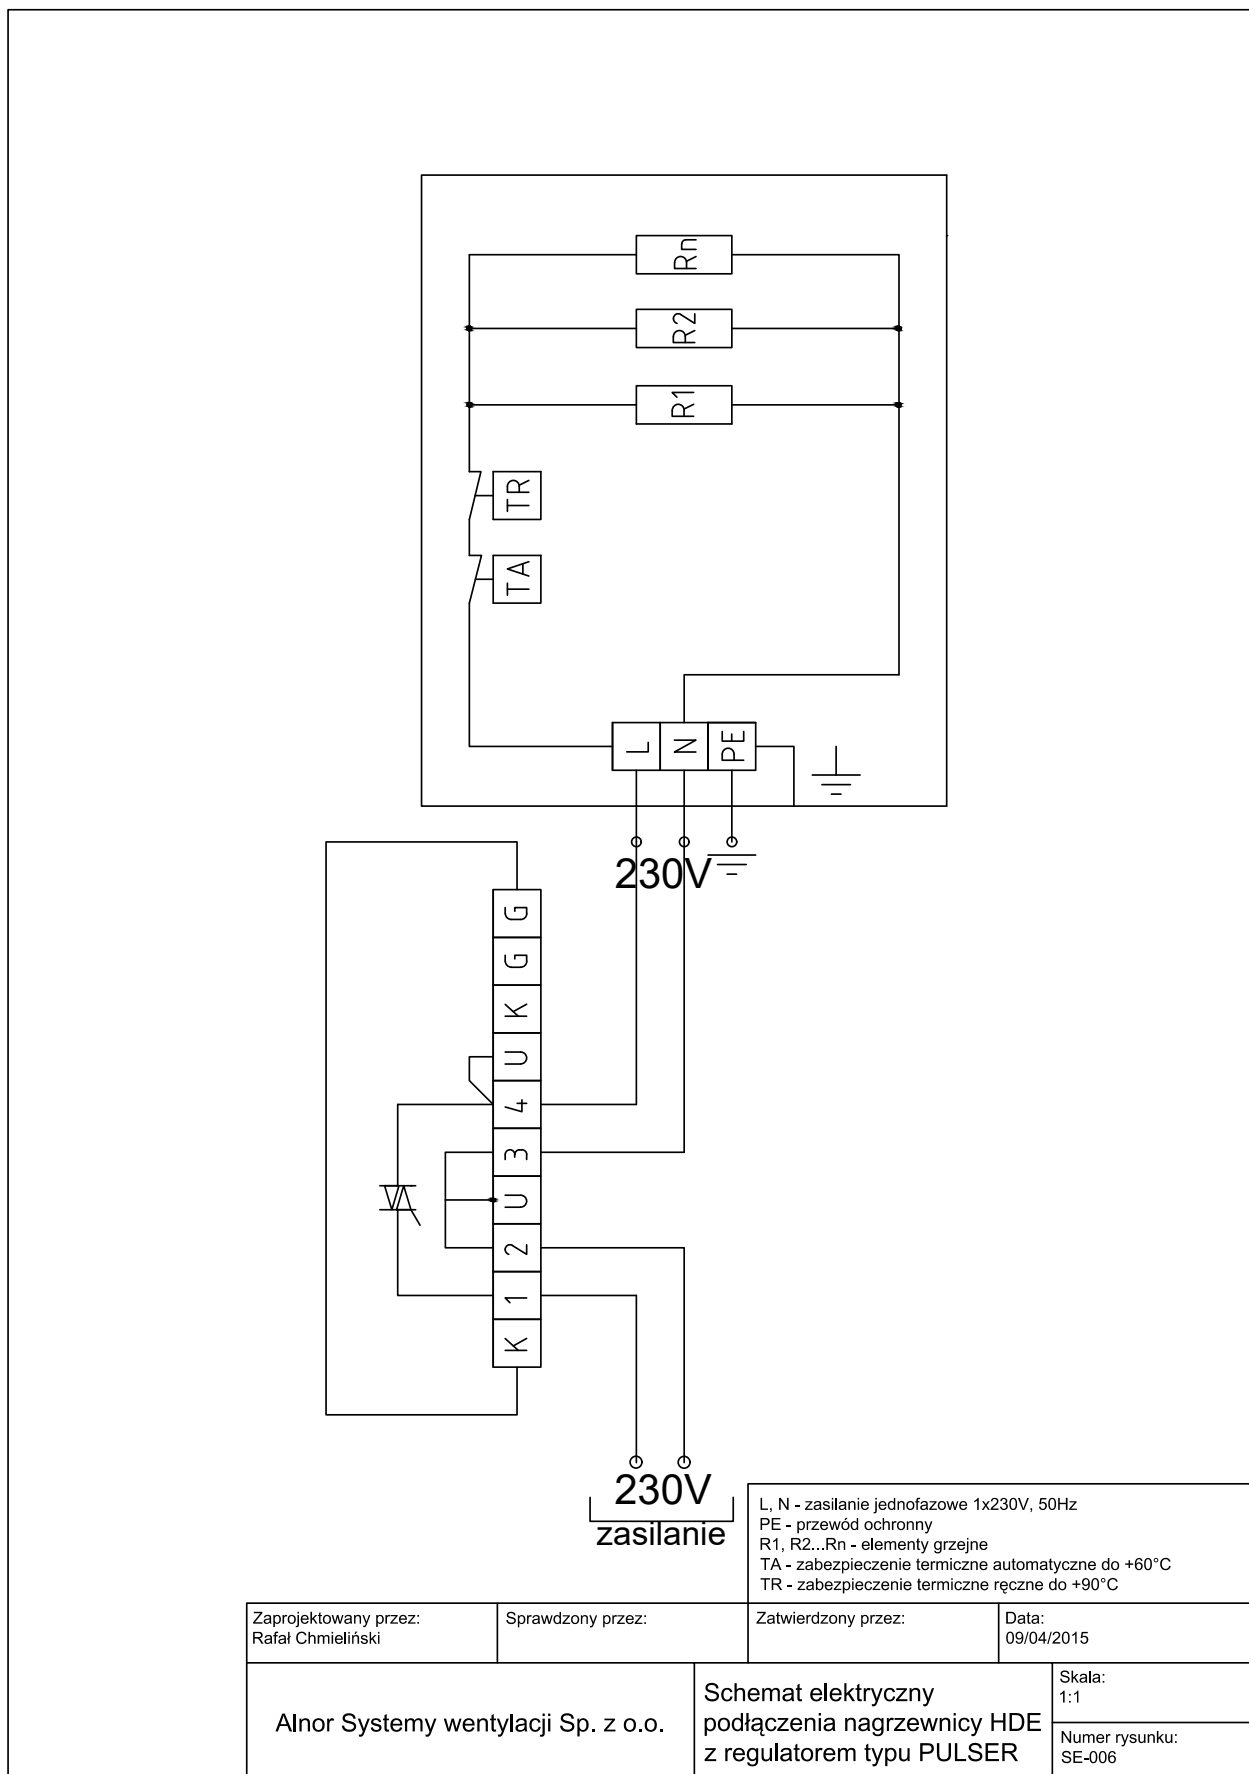 Rn
R2
R1
TR
TA
L N PE
230V
G
G
K
U
4
3
U
2
1
K
230V
zasilanie
L, N - zasilanie jednofazowe 1x230V, 50Hz
PE - przewód ochronny
R1, R2...Rn - elementy grzejne
TA - zabezpieczenie termiczne automatyczne do +60°C
TR - zabezpieczenie termiczne ręczne do +90°C
Zaprojektowany przez:
Rafał Chmieliński
Sprawdzony przez:
Zatwierdzony przez:
Data:
09/04/2015
Alnor Systemy wentylacji Sp. z o.o.
Schemat elektryczny
podłączenia nagrzewnicy HDE
z regulatorem typu PULSER
Skala:
1:1
Numer rysunku:
SE-006